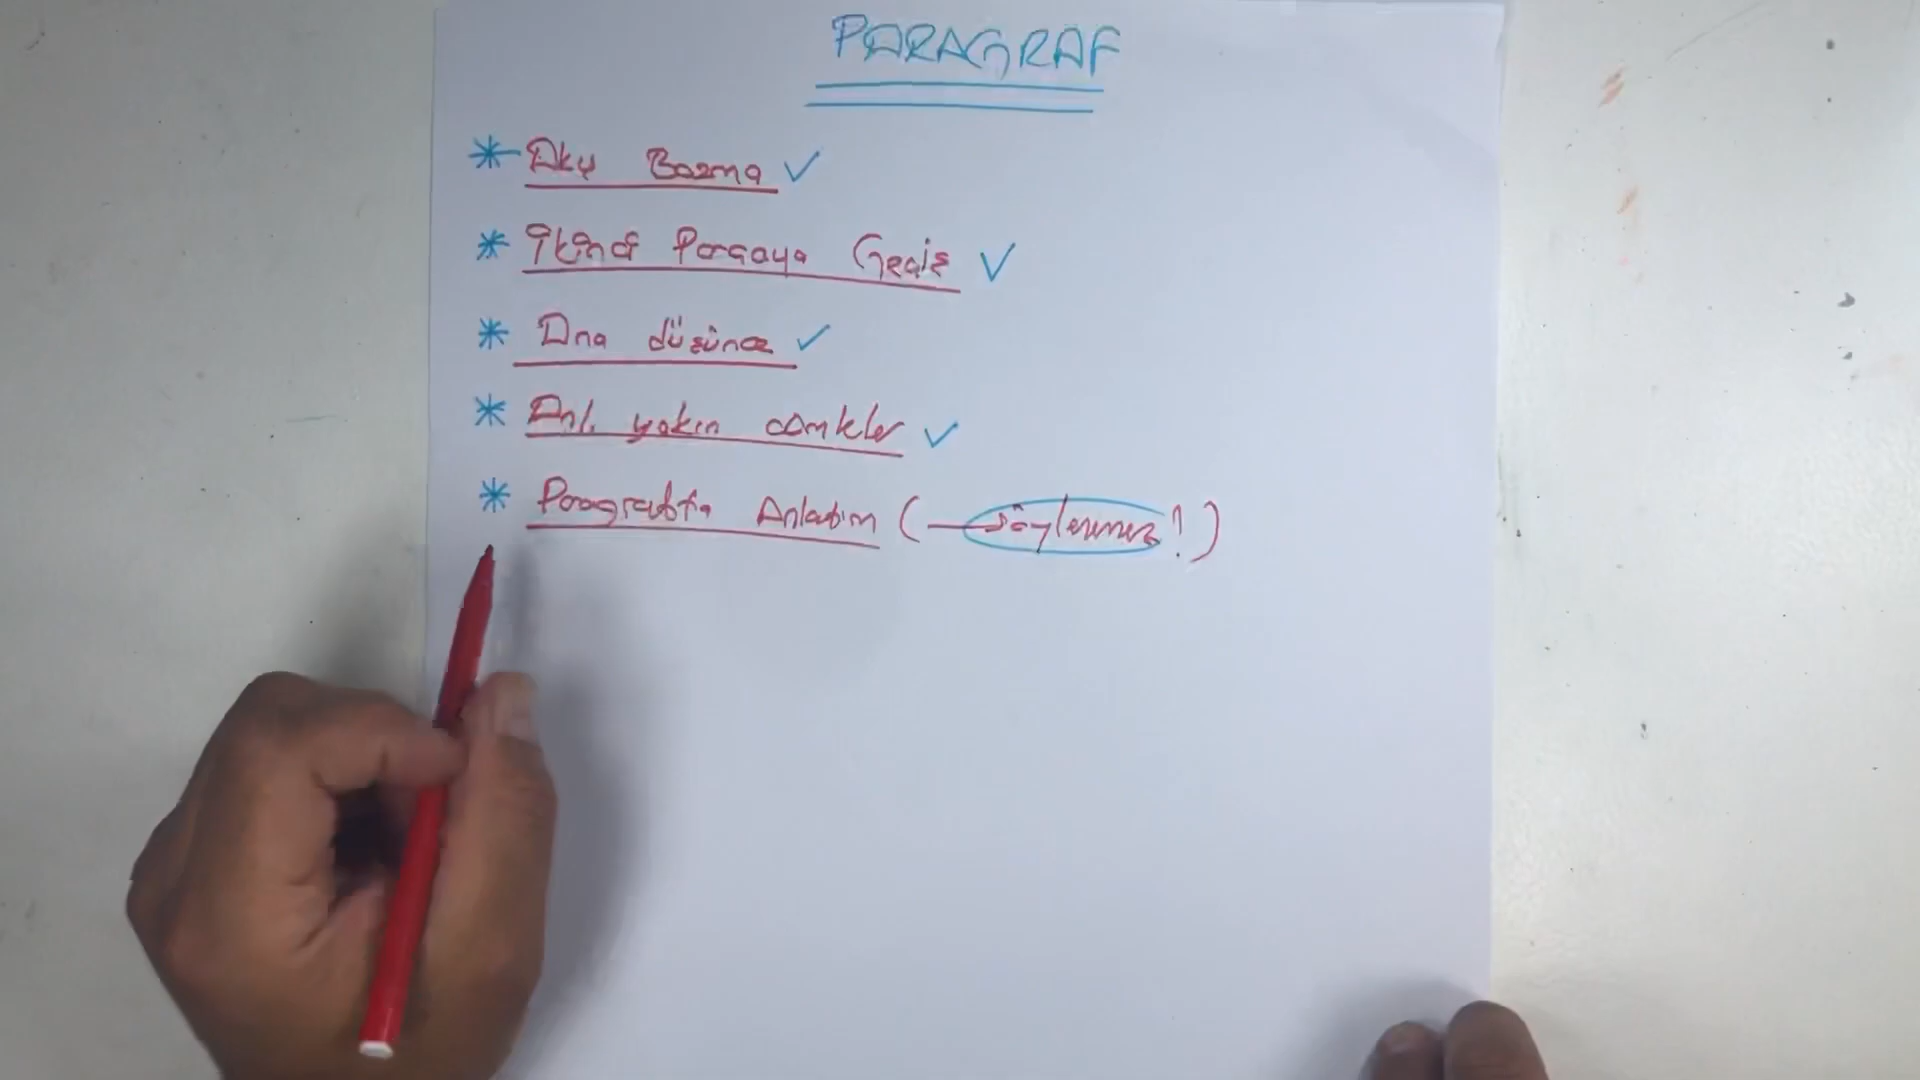 PARAGRAF
* Akış Bozma ✓
* İkinci Parçaya Geçiş ✓
* Ana düşünce ✓
* Anl. yakın cümleler ✓
* Paragrafta Anlatım ( — söylenemez! )